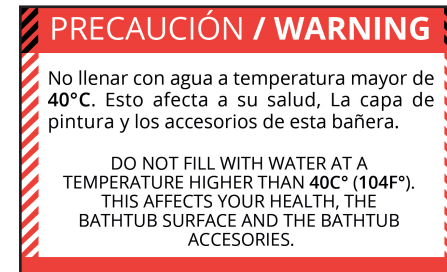 PRECAUCIÓN / WARNING
No llenar con agua a temperatura mayor de
40°C. Esto afecta a su salud, La capa de
pintura y los accesorios de esta bañera.
DO NOT FILL WITH WATER AT A
TEMPERATURE HIGHER THAN 40C° (104F°).
THIS AFFECTS YOUR HEALTH, THE
BATHTUB SURFACE AND THE BATHTUB
ACCESORIES.